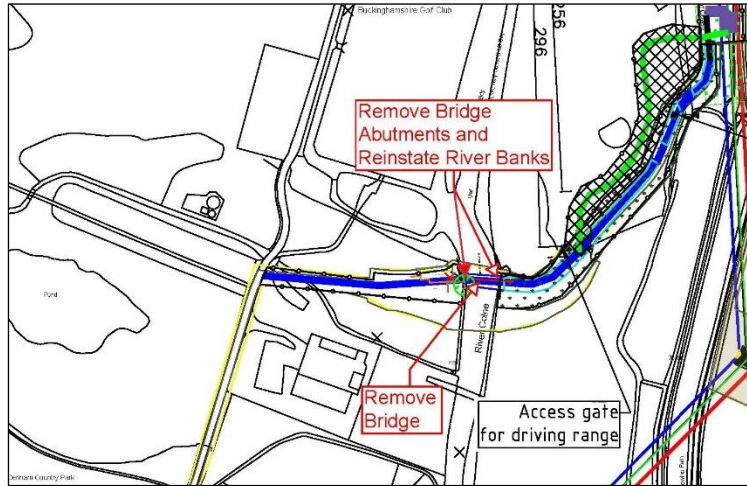 Buckinghamshire Golf Club
256
296
Remove Bridge
Abutments and
Reinstate River Banks
Pond
River Colne
Remove
Bridge
Access gate
for driving range
Denham Country Park